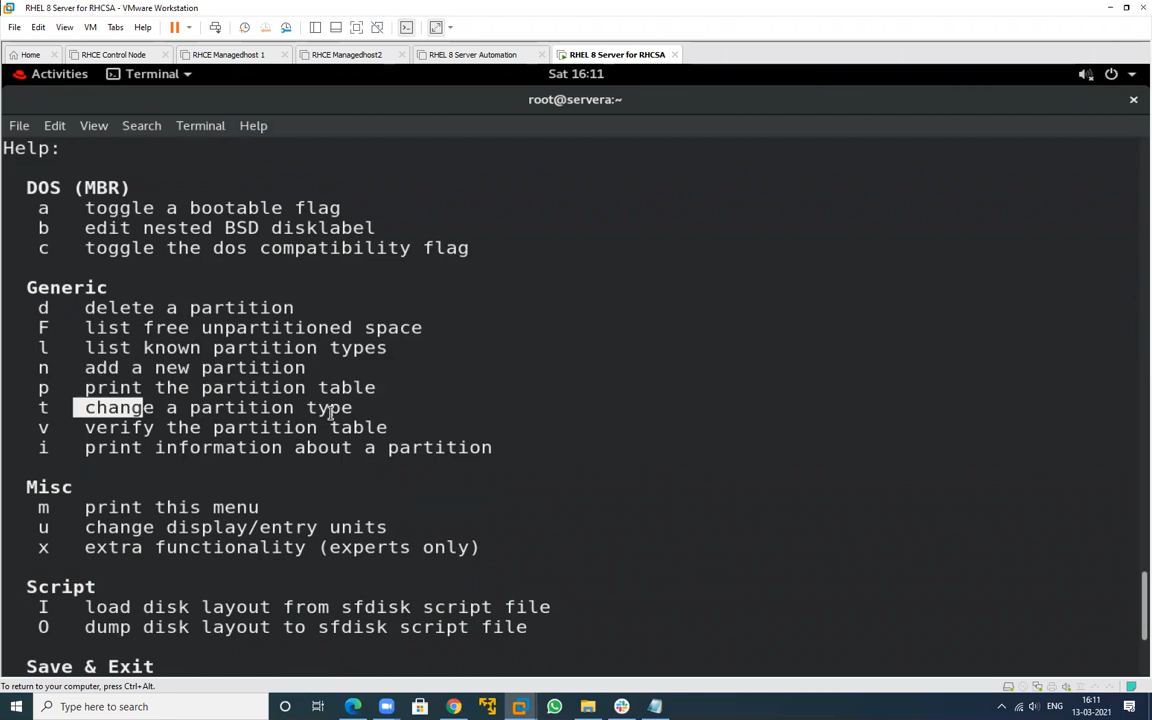 RHEL 8 Server for RHCSA - VMware Workstation
File Edit View VM Tabs Help
Home RHCE Control Node RHCE Managedhost 1 RHCE Managedhost2 RHEL 8 Server Automation RHEL 8 Server for RHCSA
Activities Terminal Sat 16:11
root@servera:~
File Edit View Search Terminal Help
Help:
DOS (MBR)
a toggle a bootable flag
b edit nested BSD disklabel
c toggle the dos compatibility flag
Generic
d delete a partition
F list free unpartitioned space
l list known partition types
n add a new partition
p print the partition table
t change a partition type
v verify the partition table
i print information about a partition
Misc
m print this menu
u change display/entry units
x extra functionality (experts only)
Script
I load disk layout from sfdisk script file
O dump disk layout to sfdisk script file
Save & Exit
To return to your computer, press Ctrl+Alt.
Type here to search
ENG
16:11
13-03-2021